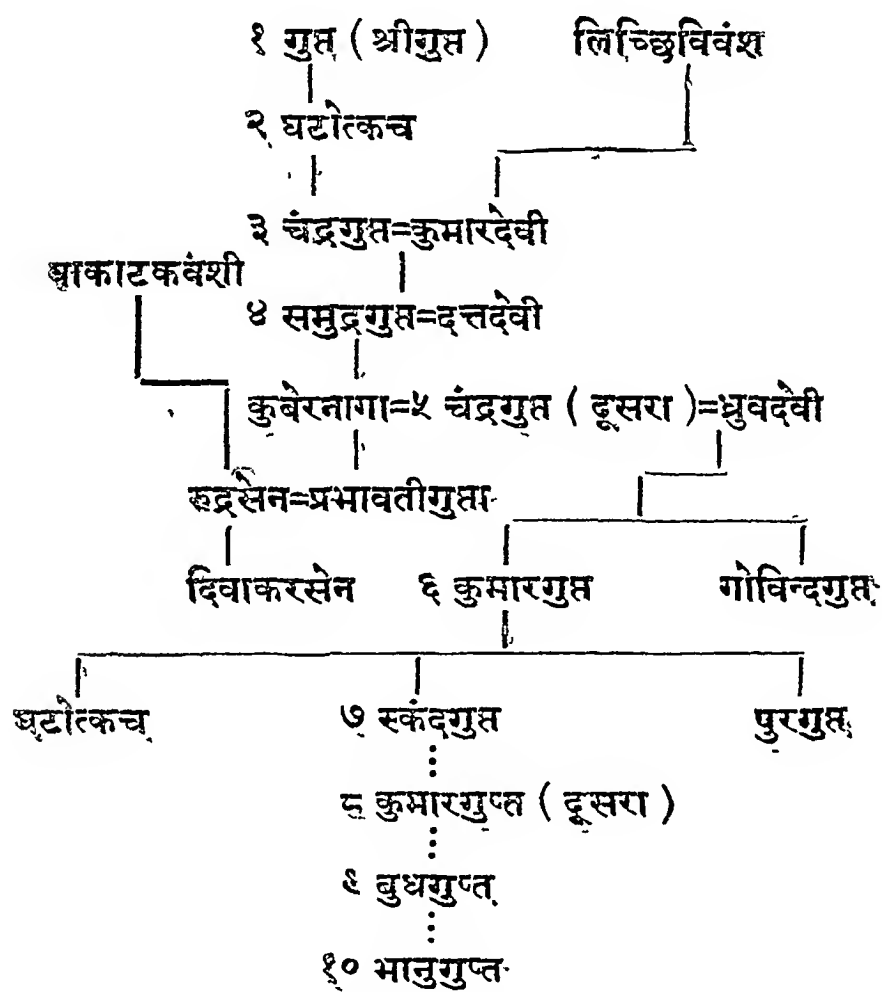 १ गुप्त ( श्रीगुप्त ) लिच्छिविवंश
२ घटोत्कच
३ चंद्रगुप्त=कुमारदेवी
वाकाटकवंशी
४ समुद्रगुप्त=दत्तदेवी
कुबेरनागा=५ चंद्रगुप्त ( दूसरा )=ध्रुवदेवी
रुद्रसेन=प्रभावतीगुप्ता
दिवाकरसेन ६ कुमारगुप्त गोविन्दगुप्त
घटोत्कच ७ स्कंदगुप्त पुरगुप्त
८ कुमारगुप्त ( दूसरा )
९ बुधगुप्त
१० भानुगुप्त